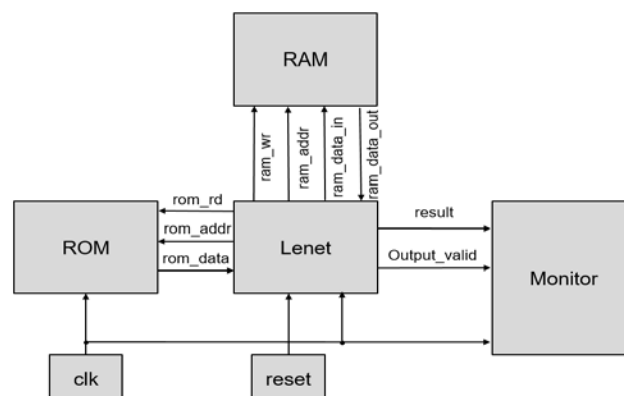 RAM
ram_wr
ram_addr
ram_data_in
ram_data_out
rom_rd
rom_addr
rom_data
ROM
Lenet
result
Output_valid
Monitor
clk
reset